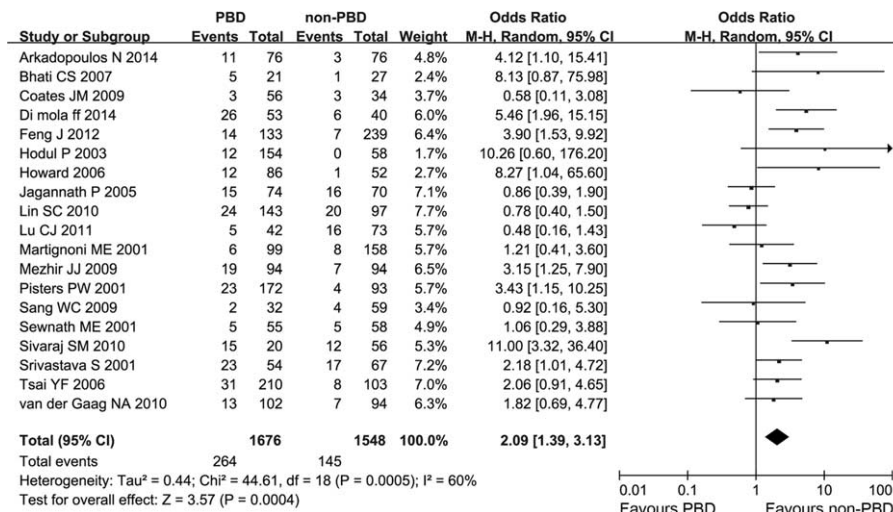 PBD non-PBD Odds Ratio Odds Ratio
Study or Subgroup Events Total Events Total Weight M-H, Random, 95% CI M-H, Random, 95% CI
Arkadopoulos N 2014 11 76 3 76 4.8% 4.12 [1.10, 15.41]
Bhati CS 2007 5 21 1 27 2.4% 8.13 [0.87, 75.98]
Coates JM 2009 3 56 3 34 3.7% 0.58 [0.11, 3.08]
Di mola ff 2014 26 53 6 40 6.0% 5.46 [1.96, 15.15]
Feng J 2012 14 133 7 239 6.4% 3.90 [1.53, 9.92]
Hodul P 2003 12 154 0 58 1.7% 10.26 [0.60, 176.20]
Howard 2006 12 86 1 52 2.7% 8.27 [1.04, 65.60]
Jagannath P 2005 15 74 16 70 7.2% 0.86 [0.39, 1.90]
Lin SC 2010 24 143 20 97 7.7% 0.78 [0.40, 1.50]
Lu CJ 2011 5 42 16 73 5.7% 0.48 [0.16, 1.43]
Martignoni ME 2001 6 99 8 158 5.7% 1.21 [0.41, 3.60]
Mezhir JJ 2009 19 94 7 94 6.5% 3.15 [1.25, 7.90]
Pisters PW 2001 23 172 4 93 5.6% 3.43 [1.15, 10.25]
Sang WC 2009 2 32 4 59 3.4% 0.92 [0.16, 5.30]
Sewnath ME 2001 5 55 5 58 4.9% 1.06 [0.29, 3.88]
Sivaraj SM 2010 15 20 12 56 5.3% 11.00 [3.32, 36.40]
Srivastava S 2001 23 54 17 67 7.2% 2.18 [1.01, 4.72]
Tsai YF 2006 31 210 8 103 7.0% 2.06 [0.91, 4.65]
van der Gaag NA 2010 13 102 7 94 6.3% 1.82 [0.69, 4.77]
Total (95% CI) 1676 1548 100.0% 2.09 [1.39, 3.13]
Total events 264 145
Heterogeneity: Tau² = 0.44; Chi² = 44.61, df = 18 (P = 0.0005); I² = 60%
Test for overall effect: Z = 3.57 (P = 0.0004)
0.01 0.1 1 10 100
Favours PBD Favours non-PBD